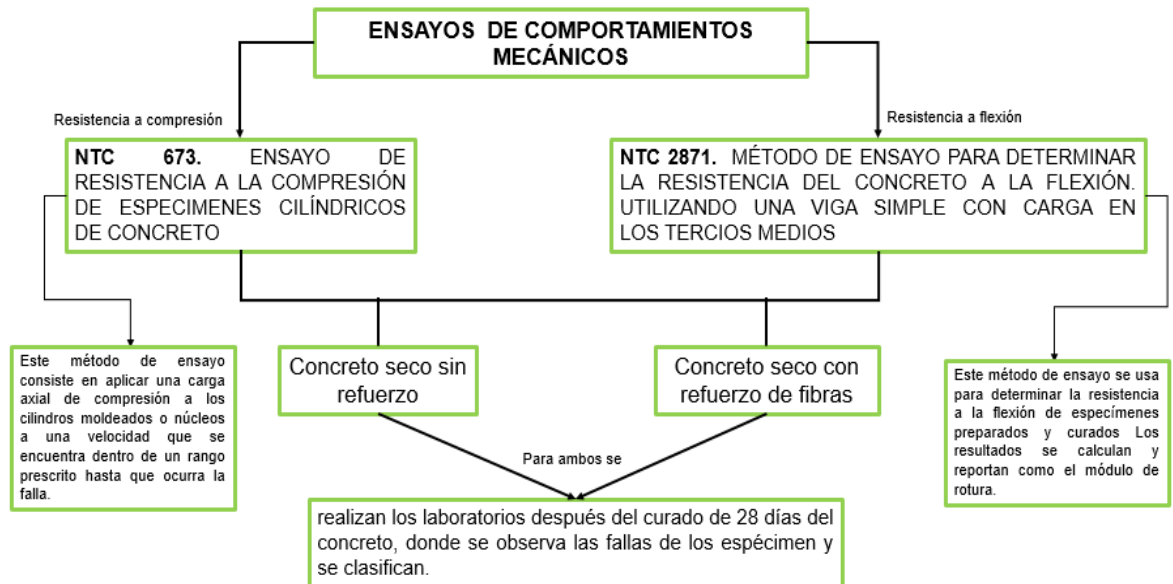 ENSAYOS DE COMPORTAMIENTOS
MECÁNICOS
Resistencia a compresión
Resistencia a flexión
NTC 673. ENSAYO DE
RESISTENCIA A LA COMPRESIÓN
DE ESPECIMENES CILÍNDRICOS
DE CONCRETO
NTC 2871. MÉTODO DE ENSAYO PARA DETERMINAR
LA RESISTENCIA DEL CONCRETO A LA FLEXIÓN.
UTILIZANDO UNA VIGA SIMPLE CON CARGA EN
LOS TERCIOS MEDIOS
Este método de ensayo
consiste en aplicar una carga
axial de compresión a los
cilindros moldeados o núcleos
a una velocidad que se
encuentra dentro de un rango
prescrito hasta que ocurra la
falla.
Concreto seco sin
refuerzo
Concreto seco con
refuerzo de fibras
Este método de ensayo se usa
para determinar la resistencia
a la flexión de especímenes
preparados y curados Los
resultados se calculan y
reportan como el módulo de
rotura.
Para ambos se
realizan los laboratorios después del curado de 28 días del
concreto, donde se observa las fallas de los espécimen y
se clasifican.